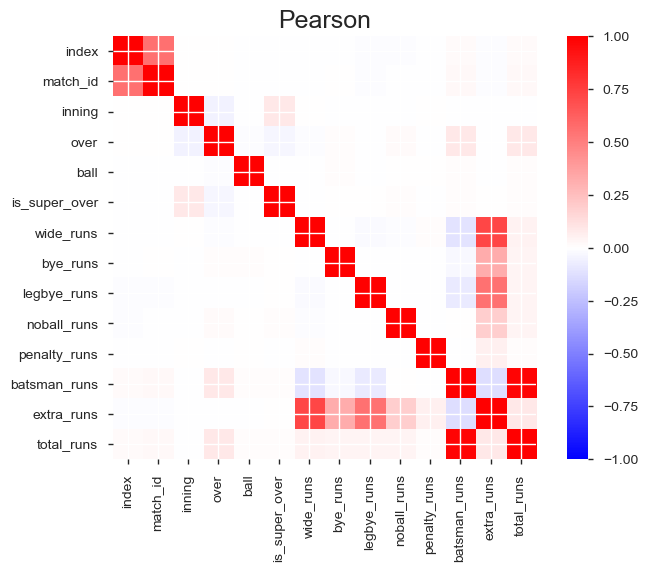 Pearson
index
match_id
inning
over
ball
is_super_over
wide_runs
bye_runs
legbye_runs
noball_runs
penalty_runs
batsman_runs
extra_runs
total_runs
index
match_id
inning
over
ball
is_super_over
wide_runs
bye_runs
legbye_runs
noball_runs
penalty_runs
batsman_runs
extra_runs
total_runs
1.00
0.75
0.50
0.25
0.00
−0.25
−0.50
−0.75
−1.00